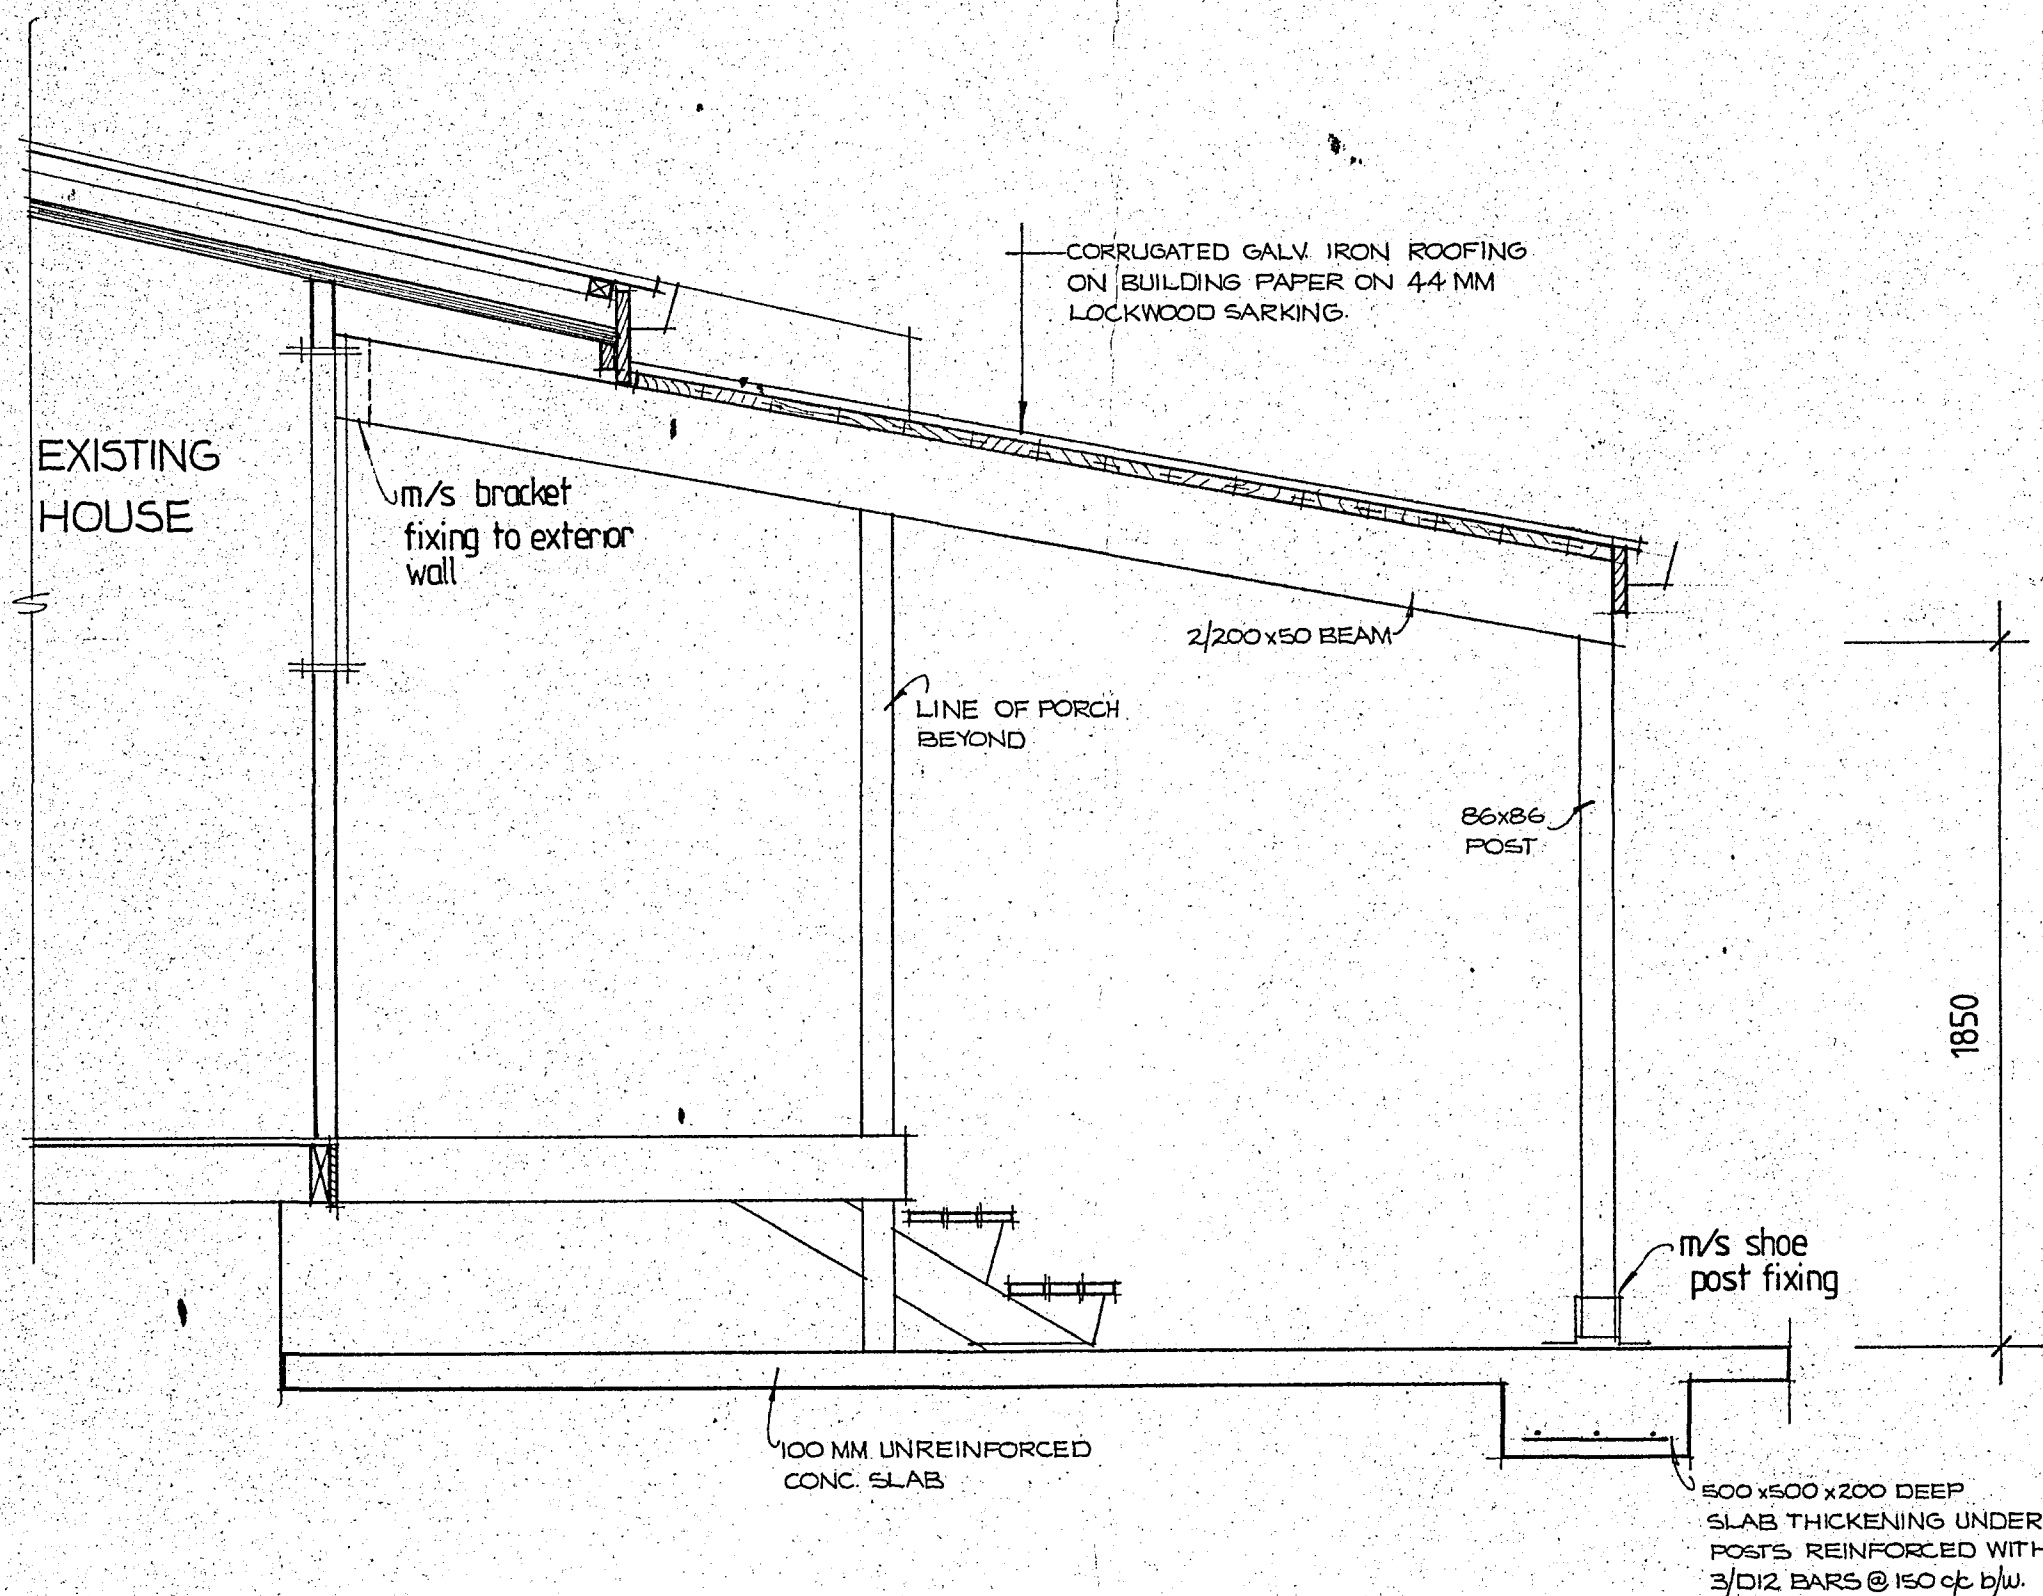 CORRUGATED GALV. IRON ROOFING
ON BUILDING PAPER ON 44 MM
LOCKWOOD SARKING.
EXISTING
HOUSE
m/s bracket
fixing to exterior
wall
2/200x50 BEAM
LINE OF PORCH
BEYOND
86x86
POST
1850
m/s shoe
post fixing
100 MM UNREINFORCED
CONC. SLAB
500x500x200 DEEP
SLAB THICKENING UNDER
POSTS REINFORCED WITH
3/D12 BARS @ 150 c/c b/w.